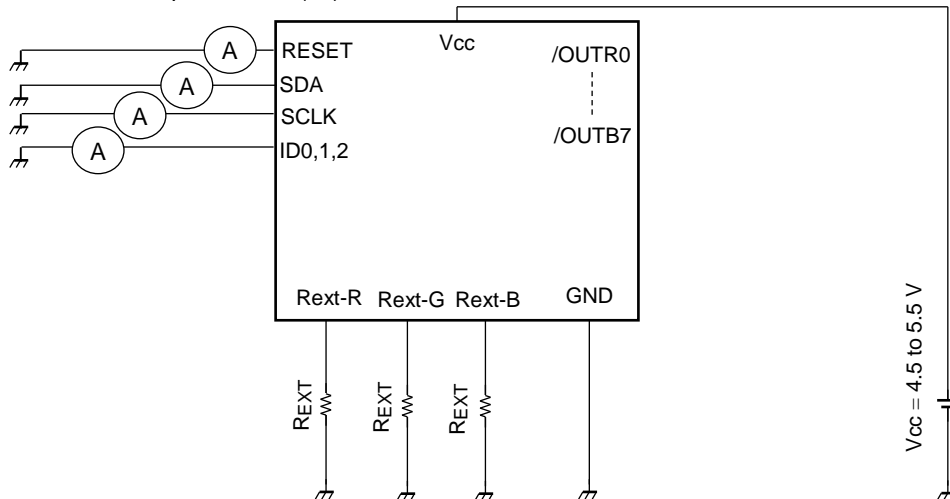 Vcc
A RESET
/OUTR0
A SDA
A SCLK
/OUTB7
A ID0,1,2
Rext-R Rext-G Rext-B GND
REXT REXT REXT
Vcc = 4.5 to 5.5 V